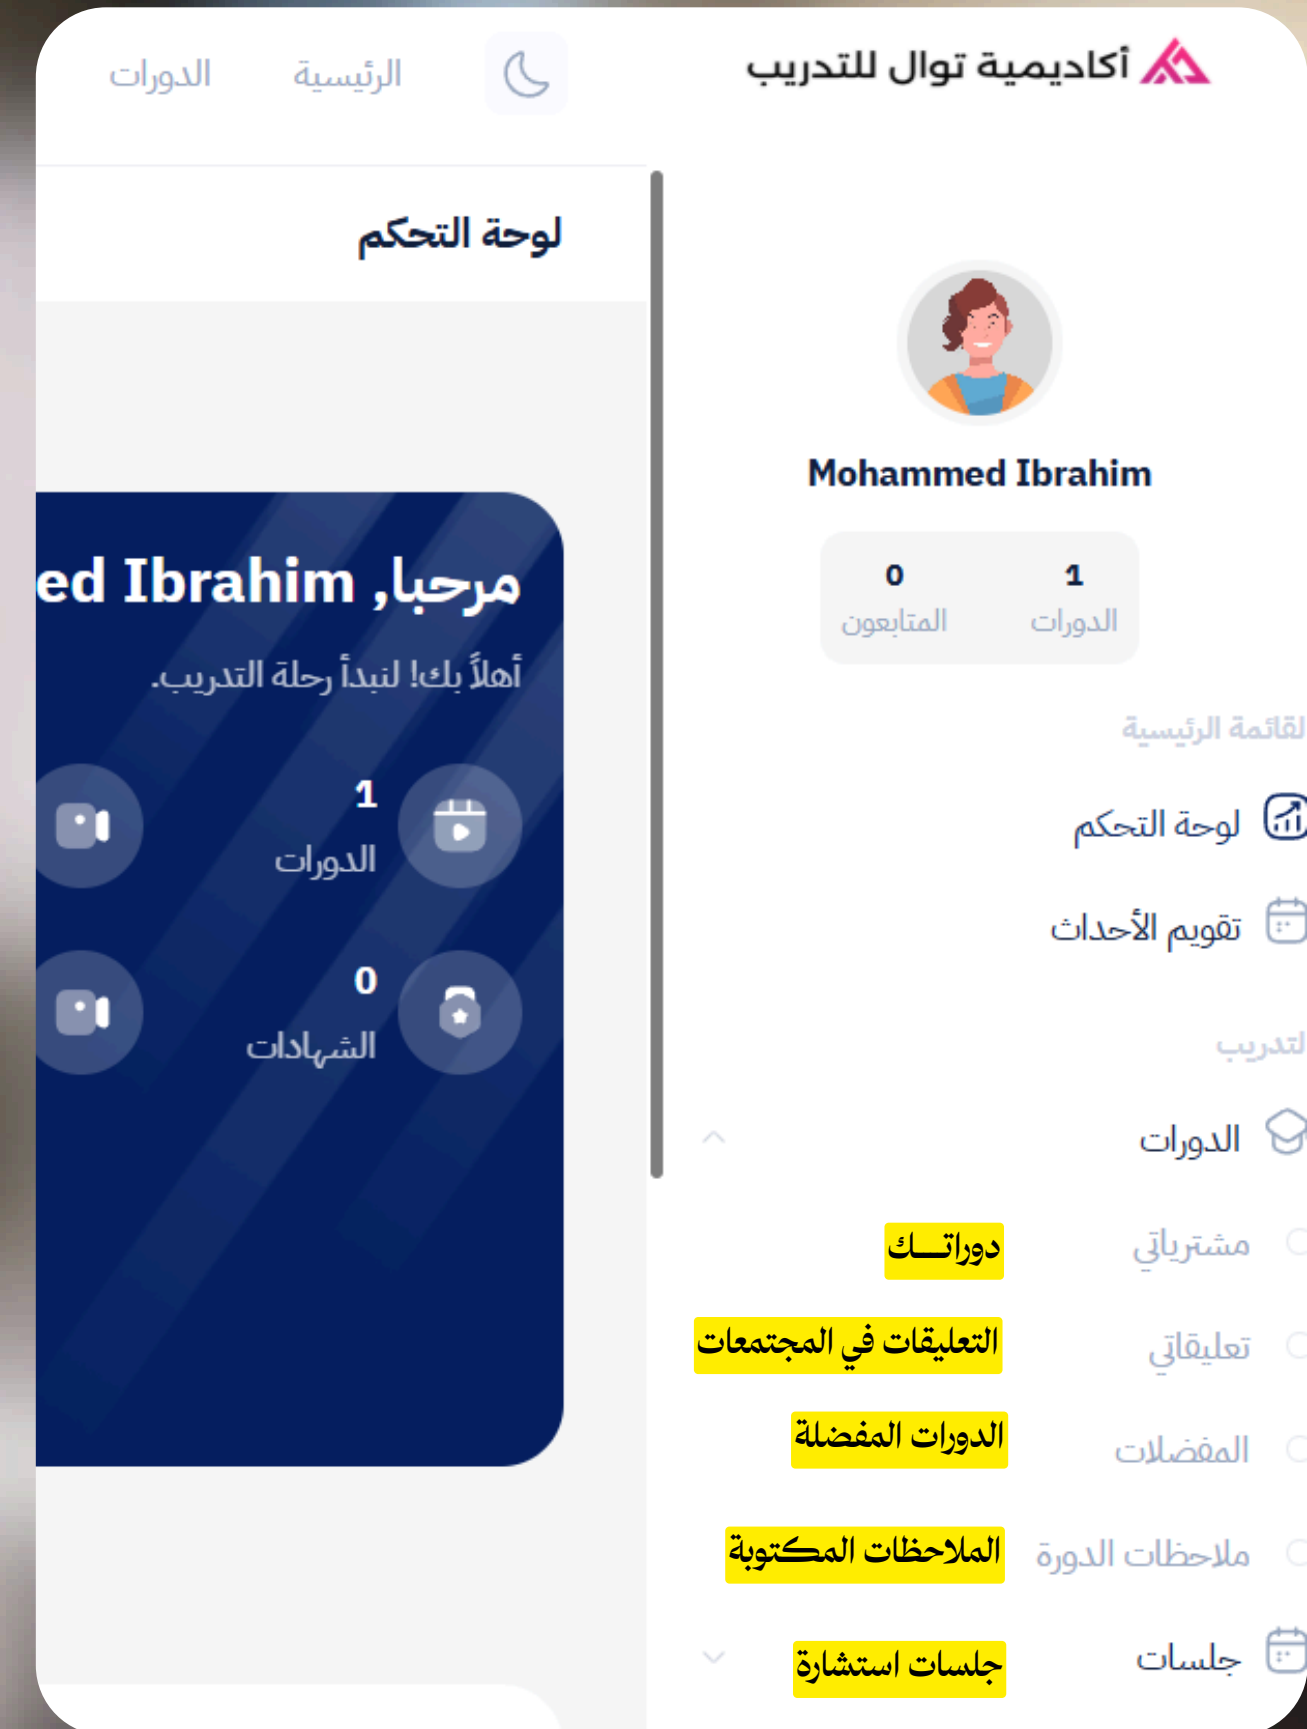 أكاديمية توال للتدريب
الرئيسية
الدورات
لوحة التحكم
Mohammed Ibrahim
1
الدورات
0
المتابعون
لقائمة الرئيسية
لوحة التحكم
تقويم الأحداث
لتدريب
الدورات
مشترياتي
دوراتــك
تعليقاتي
التعليقات في المجتمعات
المفضلات
الدورات المفضلة
ملاحظات الدورة
الملاحظات المكتوبة
جلسات
جلسات استشارة
مرحبا, ed Ibrahim
أهلاً بك! لنبدأ رحلة التدريب.
1
الدورات
0
الشهادات